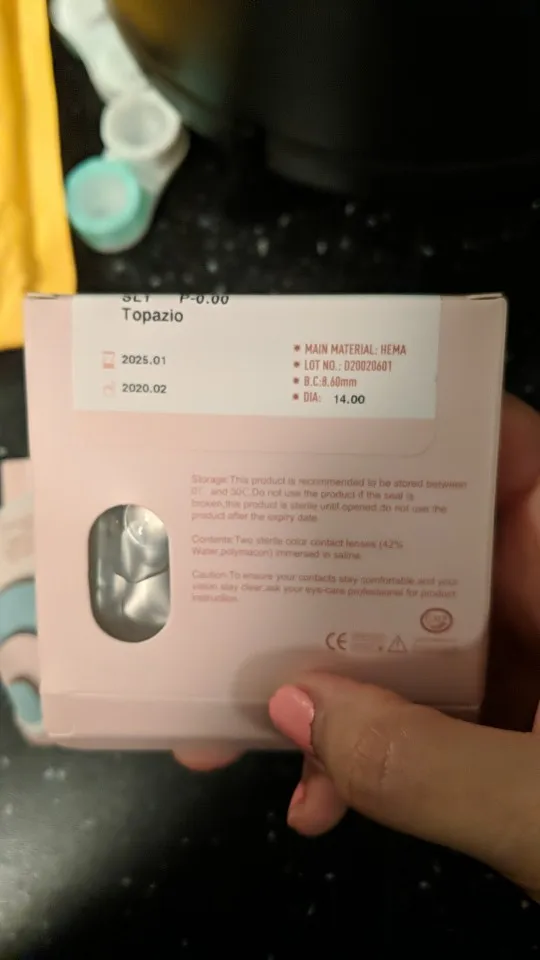 P-0.00
Topazio
2025.01
2020.02
MAIN MATERIAL: HEMA
LOT NO.: D20020601
B.C:8.60mm
DIA: 14.00
Storage:This product is recommended to be stored between
and Do not use the product if the seal is
broken,this product is sterile until opened,do not use the
product after the expiry date.
Contents:Two sterile color contact lenses (42%
Water,polymacon) immersed in saline.
Caution:To ensure your contacts stay comfortable,and your
vision stay clear,ask your eye-care professional for product
instruction.
CE